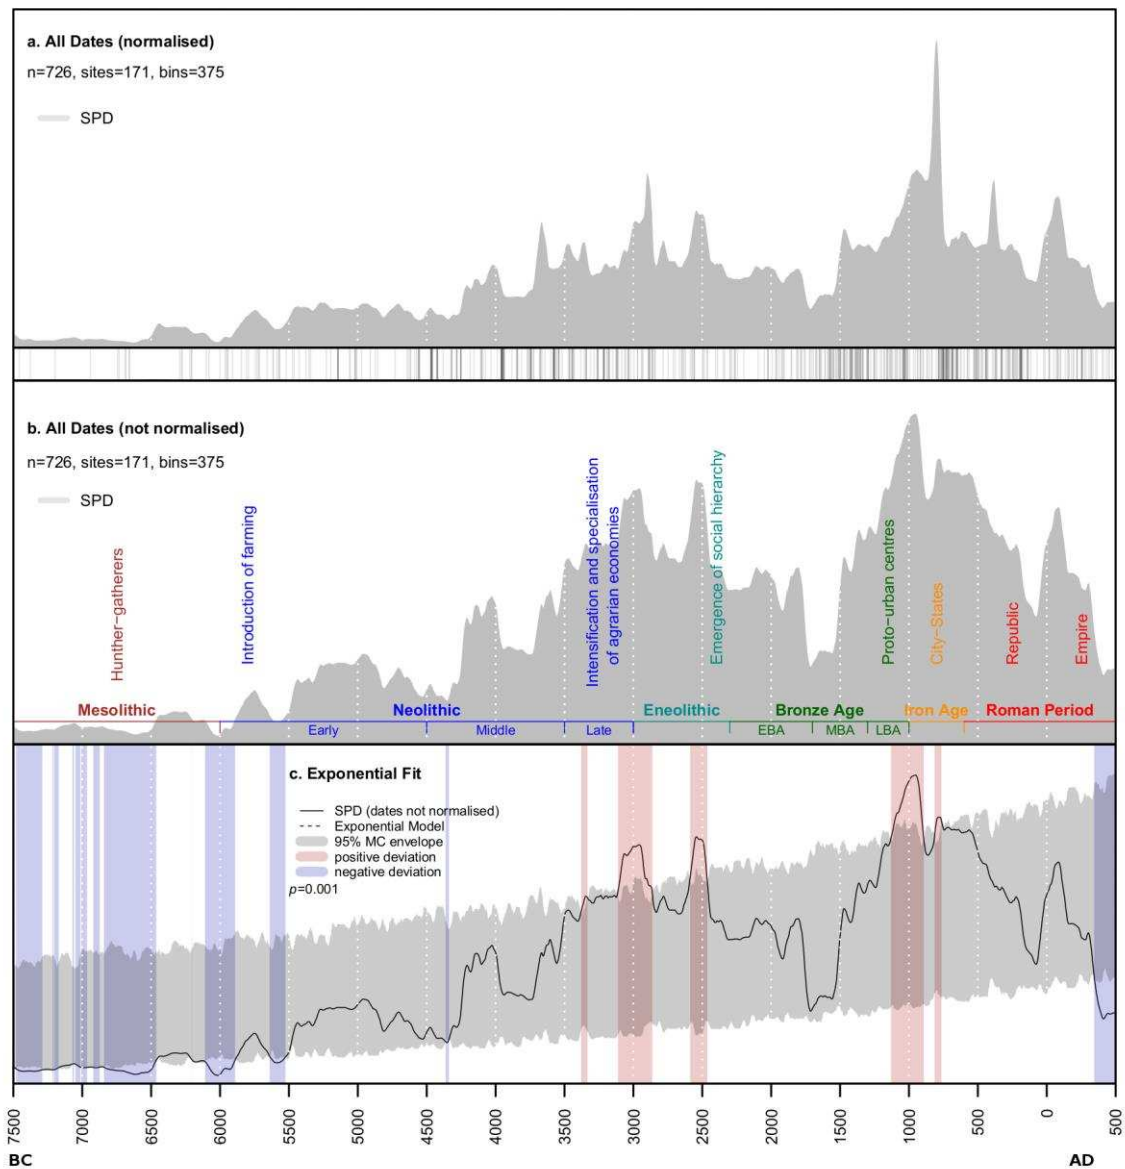 a. All Dates (normalised)
n=726, sites=171, bins=375
SPD
b. All Dates (not normalised)
n=726, sites=171, bins=375
SPD
Hunther−gatherers
Introduction of farming
Intensification and specialisation
of agrarian economies
Emergence of social hierarchy
Proto−urban centres
City−States
Republic
Empire
Mesolithic
Neolithic
Eneolithic
Bronze Age
Iron Age
Roman Period
Early
Middle
Late
EBA
MBA
LBA
c. Exponential Fit
SPD (dates not normalised)
Exponential Model
95% MC envelope
positive deviation
negative deviation
p=0.001
7500
7000
6500
6000
5500
5000
4500
4000
3500
3000
2500
2000
1500
1000
500
0
500
BC
AD